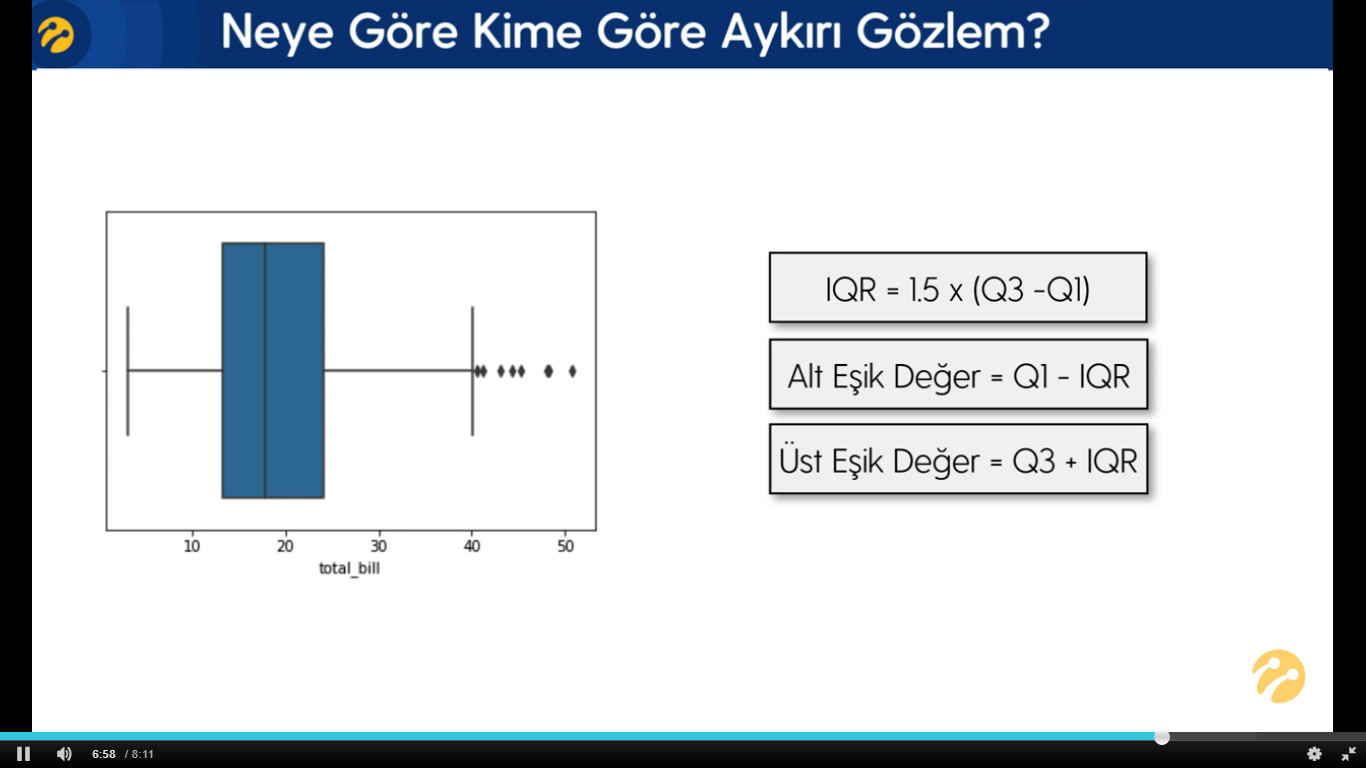 Neye Göre Kime Göre Aykırı Gözlem?
IQR = 1.5 x (Q3 -Q1)
Alt Eşik Değer = Q1 - IQR
Üst Eşik Değer = Q3 + IQR
10 20 30 40 50
total_bill
6:58 / 8:11